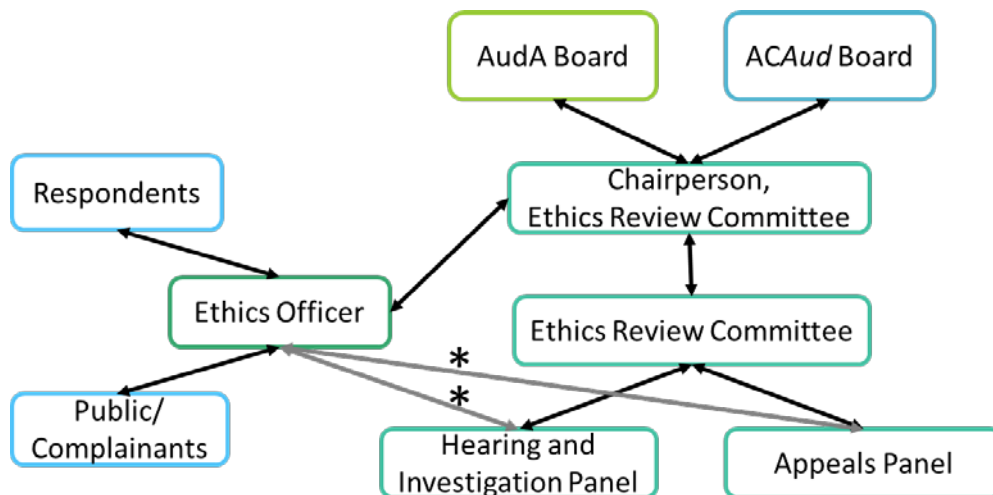 AudA Board
ACAud Board
Respondents
Chairperson,
Ethics Review Committee
Ethics Officer
Ethics Review Committee
*
*
Public/
Complainants
Hearing and
Investigation Panel
Appeals Panel